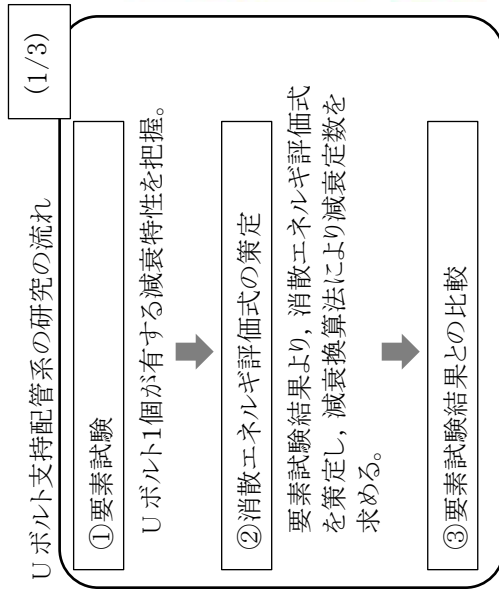 Uボルト支持配管系の研究の流れ
(1/3)
①要素試験
Uボルト1個が有する減衰特性を把握。
②消散エネルギ評価式の策定
要素試験結果より，消散エネルギ評価式
を策定し，減衰換算法により減衰定数を
求める。
③要素試験結果との比較